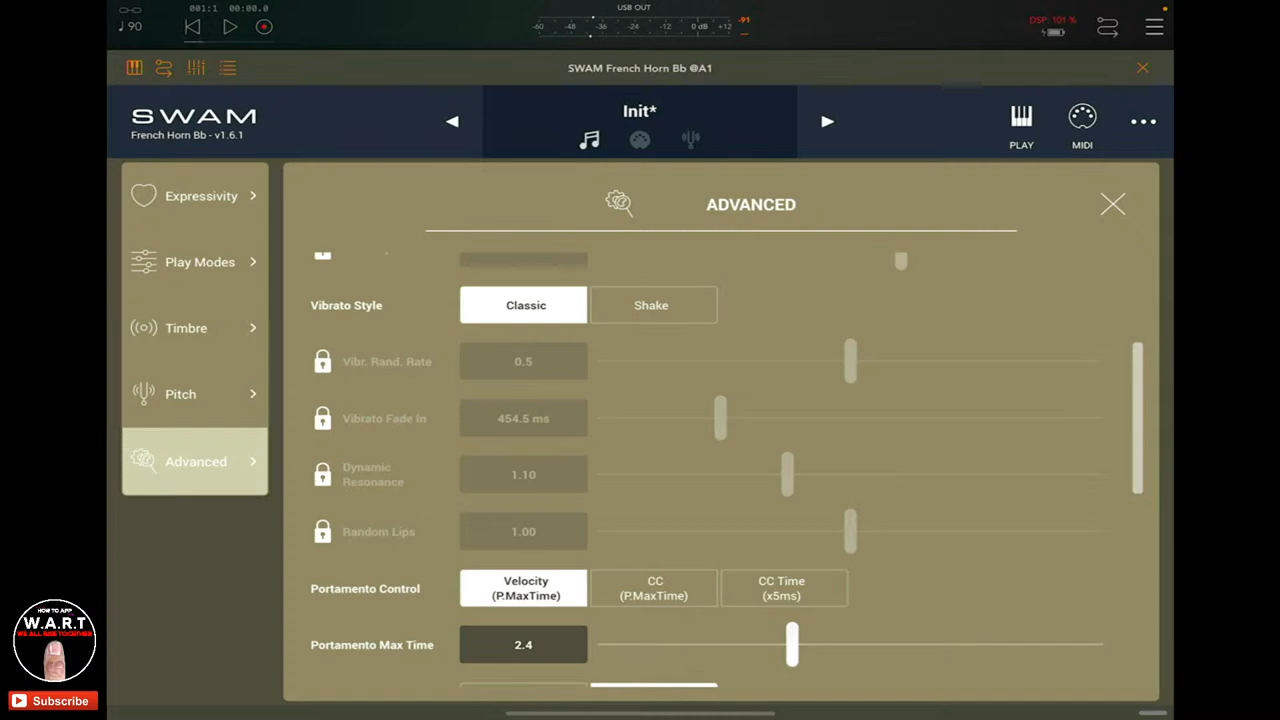 USB OUT
001:1 00:00.0
♩ 90
-60 -48 -36 -24 -12 0 dB +12
-91
DSP: 101 %
SWAM French Horn Bb @A1
SWAM
French Horn Bb - v1.6.1
Init*
PLAY
MIDI
Expressivity
Play Modes
Timbre
Pitch
Advanced
ADVANCED
Vibrato Style Classic Shake
Vibr. Rand. Rate 0.5
Vibrato Fade In 454.5 ms
Dynamic
Resonance 1.10
Random Lips 1.00
Portamento Control
Velocity
(P.MaxTime)
CC
(P.MaxTime)
CC Time
(x5ms)
Portamento Max Time 2.4
HOW TO APP
W.A.R.T
WE ALL RISE TOGETHER
Subscribe